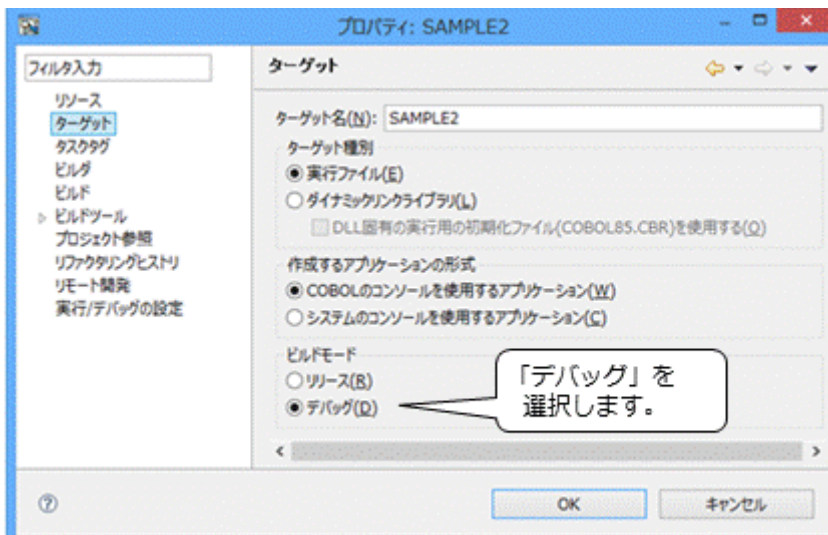 プロパティ: SAMPLE2
フィルタ入力
リソース
ターゲット
タスクタグ
ビルダ
ビルド
ビルドツール
プロジェクト参照
リファクタリングヒストリ
リモート開発
実行/デバッグの設定
ターゲット
ターゲット名(N): SAMPLE2
ターゲット種別
実行ファイル(E)
ダイナミックリンクライブラリ(L)
DLL固有の実行用の初期化ファイル(COBOL85.CBR)を使用する(O)
作成するアプリケーションの形式
COBOLのコンソールを使用するアプリケーション(W)
システムのコンソールを使用するアプリケーション(C)
ビルドモード
リリース(R)
デバッグ(D)
「デバッグ」を
選択します。
OK キャンセル